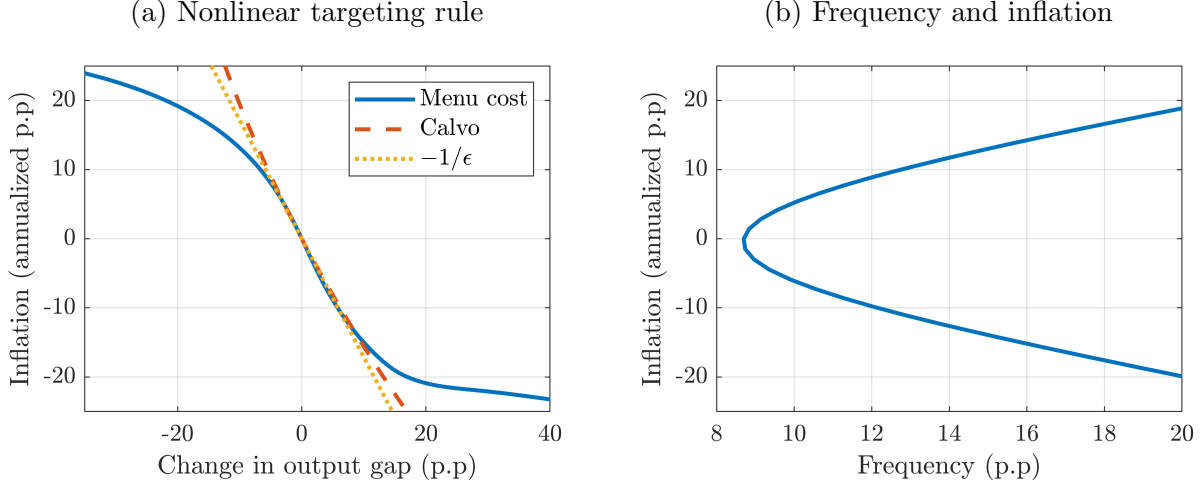 (a) Nonlinear targeting rule
Inflation (annualized p.p)
20
10
0
-10
-20
Menu cost
Calvo
−1/ϵ
-20
0
20
40
Change in output gap (p.p)
(b) Frequency and inflation
Inflation (annualized p.p)
20
10
0
-10
-20
8
10
12
14
16
18
20
Frequency (p.p)